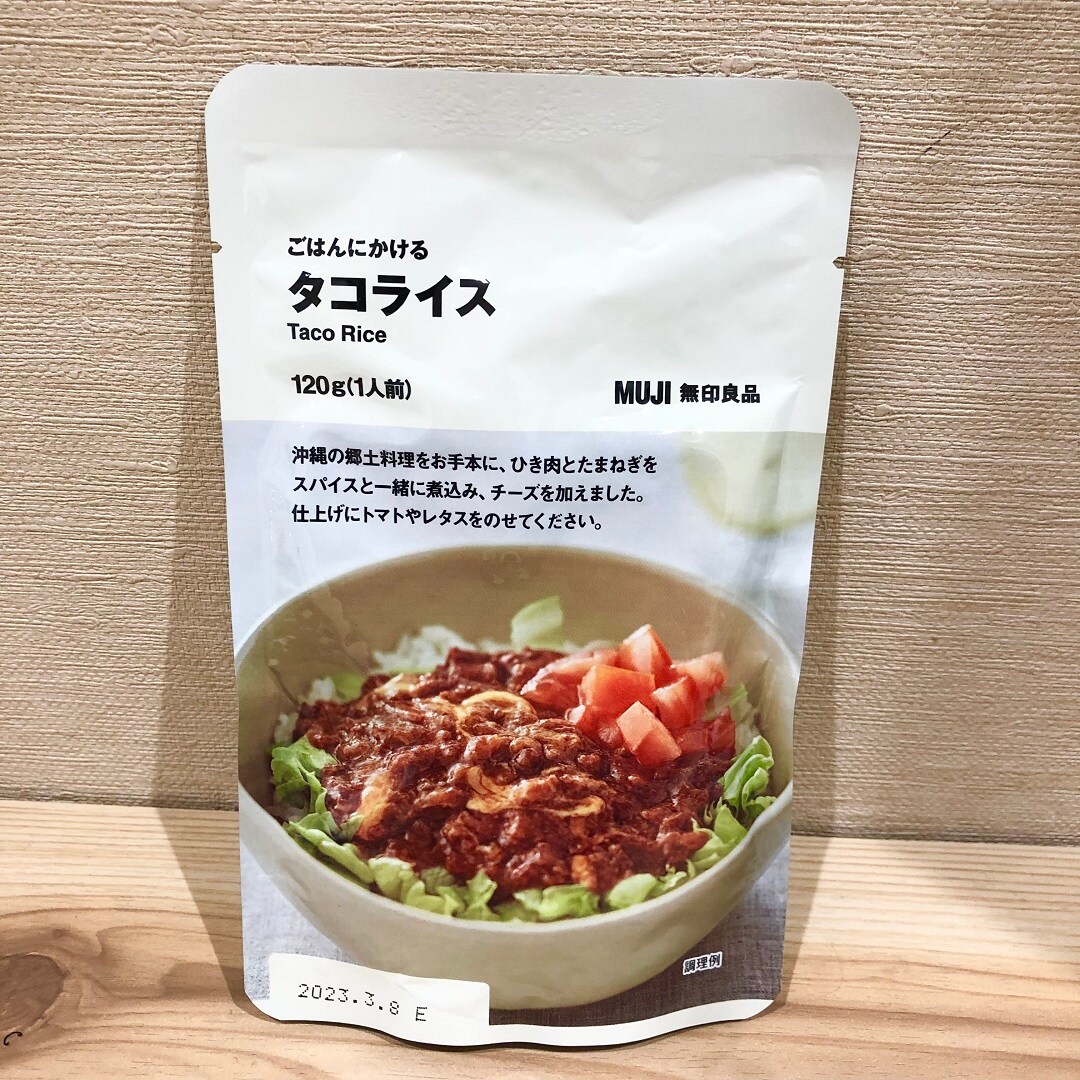 ごはんにかける
タコライス
Taco Rice
120g(1人前)
MUJI 無印良品
沖縄の郷土料理をお手本に、ひき肉とたまねぎを
スパイスと一緒に煮込み、チーズを加えました。
仕上げにトマトやレタスをのせてください。
調理例
2023.3.8 E